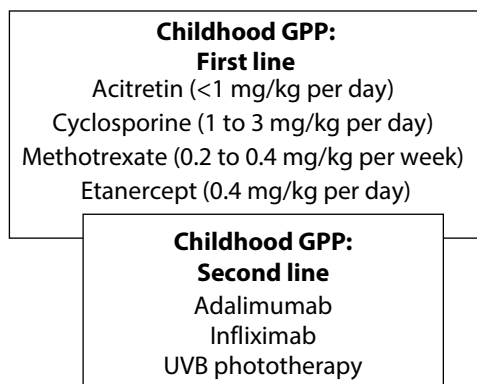 Childhood GPP:
First line
Acitretin (<1 mg/kg per day)
Cyclosporine (1 to 3 mg/kg per day)
Methotrexate (0.2 to 0.4 mg/kg per week)
Etanercept (0.4 mg/kg per day)
Childhood GPP:
Second line
Adalimumab
Infliximab
UVB phototherapy